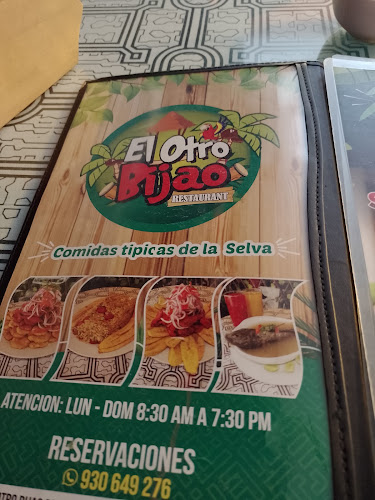 El Otro
Bijao
RESTAURANT
Comidas tipicas de la Selva
ATENCION: LUN - DOM 8:30 AM A 7:30 PM
RESERVACIONES
930 649 276